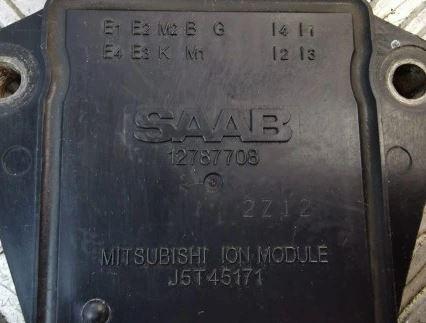 E1 E2 M2 B G I4 I1
E4 E3 K M1 I2 I3
SAAB
12787708
2Z12
MITSUBISHI ION MODULE
J5T45171